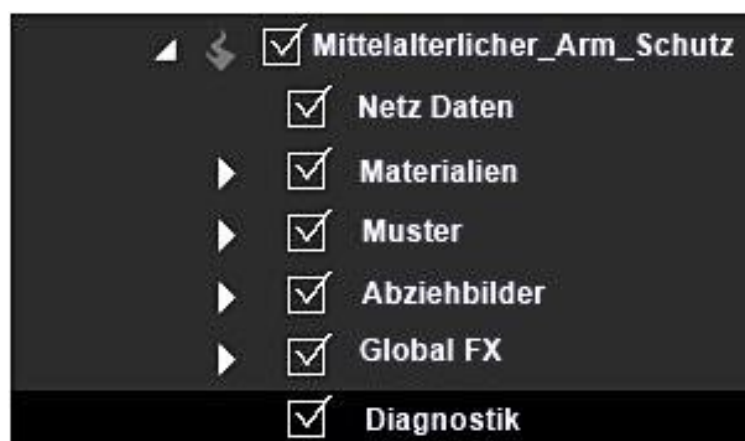 Mittelalterlicher_Arm_Schutz
Netz Daten
Materialien
Muster
Abziehbilder
Global FX
Diagnostik